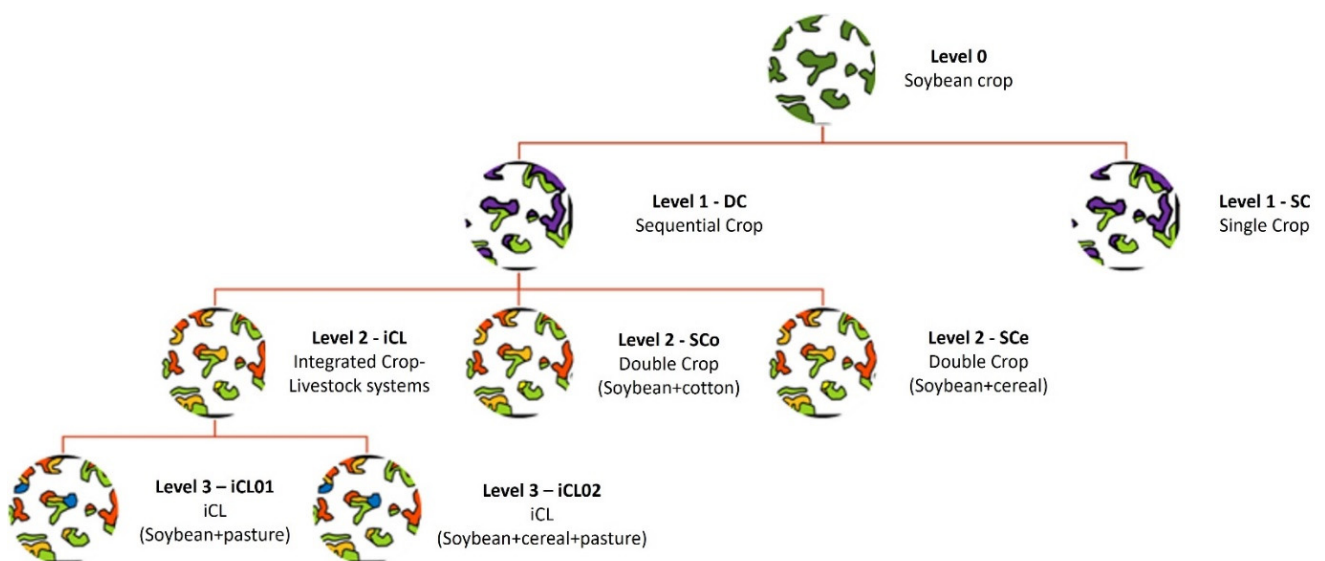 Level 0
Soybean crop
Level 1 - DC
Sequential Crop
Level 1 - SC
Single Crop
Level 2 - iCL
Integrated Crop-
Livestock systems
Level 2 - SCo
Double Crop
(Soybean+cotton)
Level 2 - SCe
Double Crop
(Soybean+cereal)
Level 3 – iCL01
iCL
(Soybean+pasture)
Level 3 – iCL02
iCL
(Soybean+cereal+pasture)